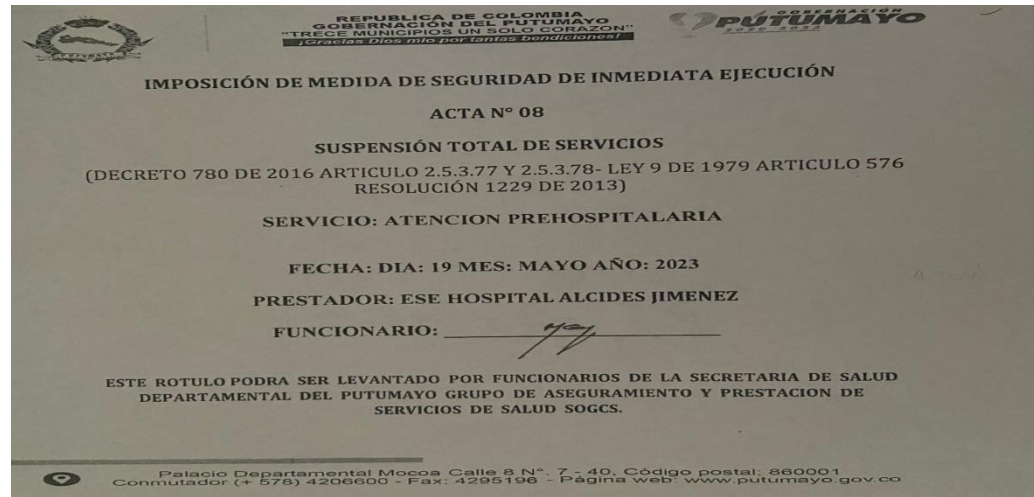 REPUBLICA DE COLOMBIA
GOBERNACIÓN DEL PUTUMAYO
"TRECE MUNICIPIOS UN SOLO CORAZON"
¡Gracias Dios mío por tantas bendiciones!
GOBERNACIÓN
PUTUMAYO
2020 2023
IMPOSICIÓN DE MEDIDA DE SEGURIDAD DE INMEDIATA EJECUCIÓN
ACTA N° 08
SUSPENSIÓN TOTAL DE SERVICIOS
(DECRETO 780 DE 2016 ARTICULO 2.5.3.77 Y 2.5.3.78- LEY 9 DE 1979 ARTICULO 576
RESOLUCIÓN 1229 DE 2013)
SERVICIO: ATENCION PREHOSPITALARIA
FECHA: DIA: 19 MES: MAYO AÑO: 2023
PRESTADOR: ESE HOSPITAL ALCIDES JIMENEZ
FUNCIONARIO:
ESTE ROTULO PODRA SER LEVANTADO POR FUNCIONARIOS DE LA SECRETARIA DE SALUD
DEPARTAMENTAL DEL PUTUMAYO GRUPO DE ASEGURAMIENTO Y PRESTACION DE
SERVICIOS DE SALUD SOGCS.
Palacio Departamental Mocoa Calle 8 N°. 7 - 40, Código postal: 860001
Conmutador (+ 578) 4206600 - Fax: 4295196 - Página web: www.putumayo.gov.co